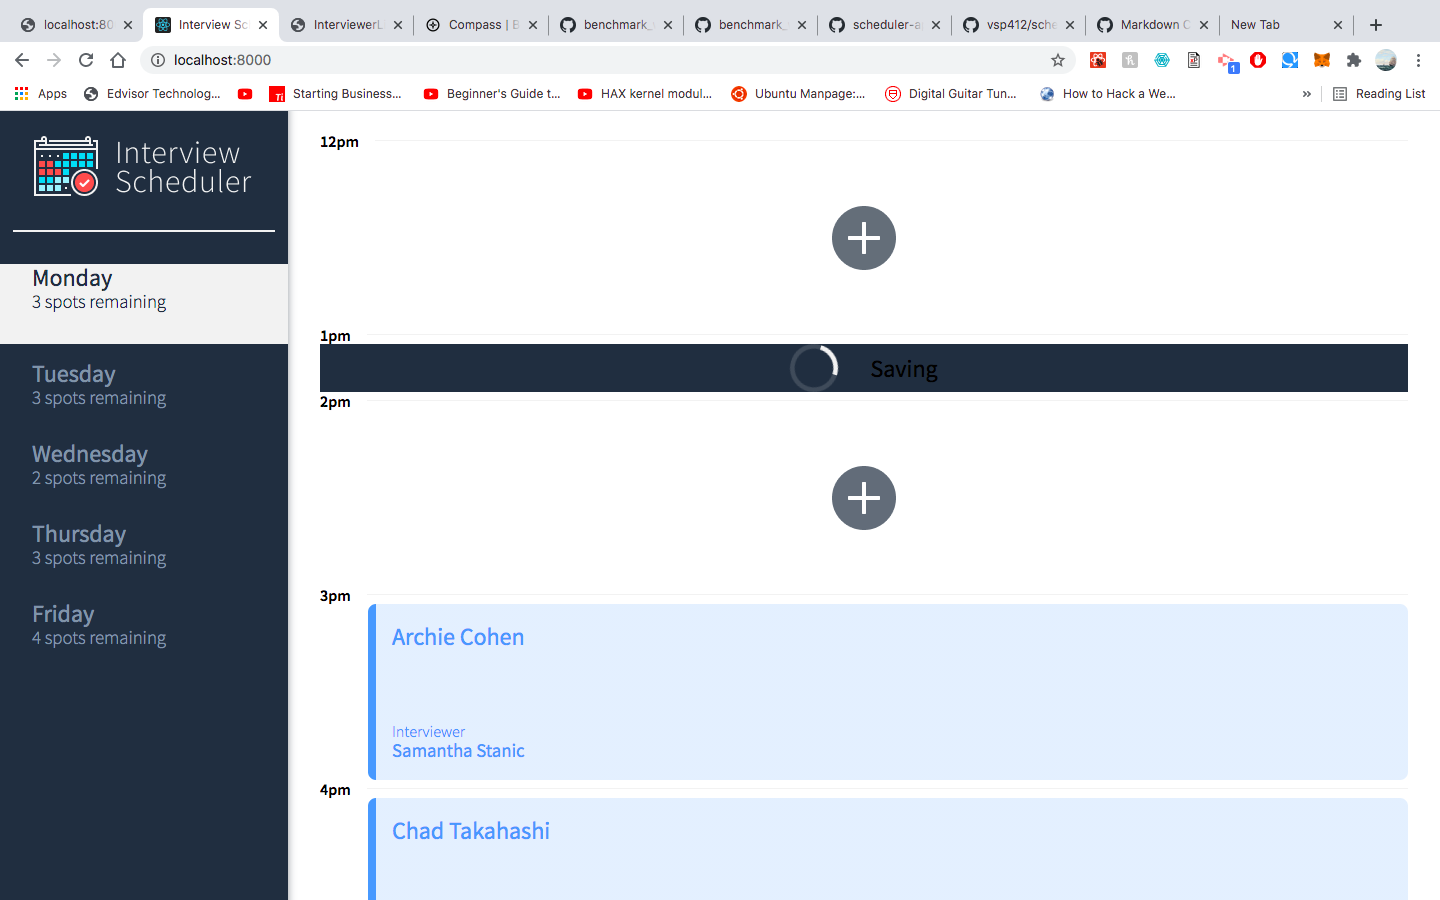 localhost:80
Interview Sc
InterviewerL
Compass | B
benchmark_
benchmark_
scheduler-a
vsp412/sche
Markdown C
New Tab
localhost:8000
1
Apps
Edvisor Technolog...
Starting Business...
Beginner's Guide t...
HAX kernel modul...
Ubuntu Manpage:...
Digital Guitar Tun...
How to Hack a We...
»
Reading List
Interview
Scheduler
Monday
3 spots remaining
Tuesday
3 spots remaining
Wednesday
2 spots remaining
Thursday
3 spots remaining
Friday
4 spots remaining
12pm
1pm
Saving
2pm
3pm
Archie Cohen
Interviewer
Samantha Stanic
4pm
Chad Takahashi